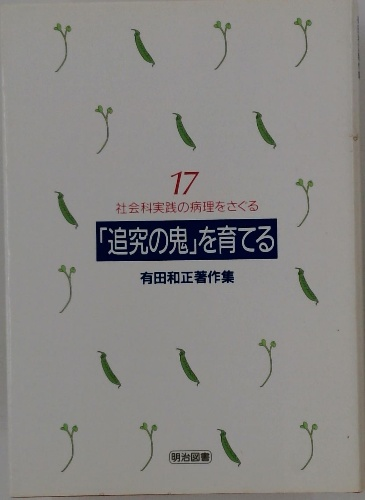 17
社会科実践の病理をさぐる
「追究の鬼」を育てる
有田和正著作集
明治図書